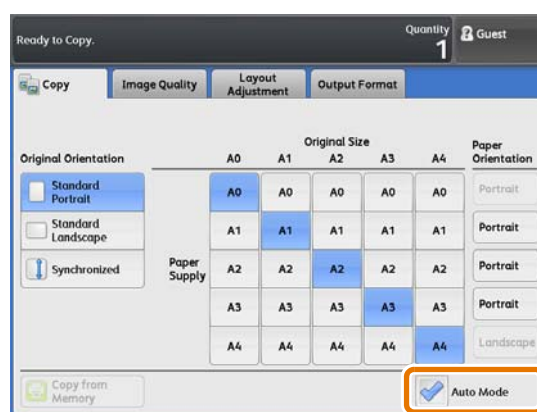 Ready to Copy.
Quantity
1
Guest
Copy
Image Quality
Layout
Adjustment
Output Format
Original Size
Original Orientation
A0 A1 A2 A3 A4
Paper
Orientation
Standard
Portrait
A0 A0 A0 A0 A0
Portrait
Standard
Landscape
A1 A1 A1 A1 A1
Portrait
Synchronized
Paper
Supply
A2 A2 A2 A2 A2
Portrait
A3 A3 A3 A3 A3
Portrait
A4 A4 A4 A4 A4
Landscape
Copy from
Memory
Auto Mode